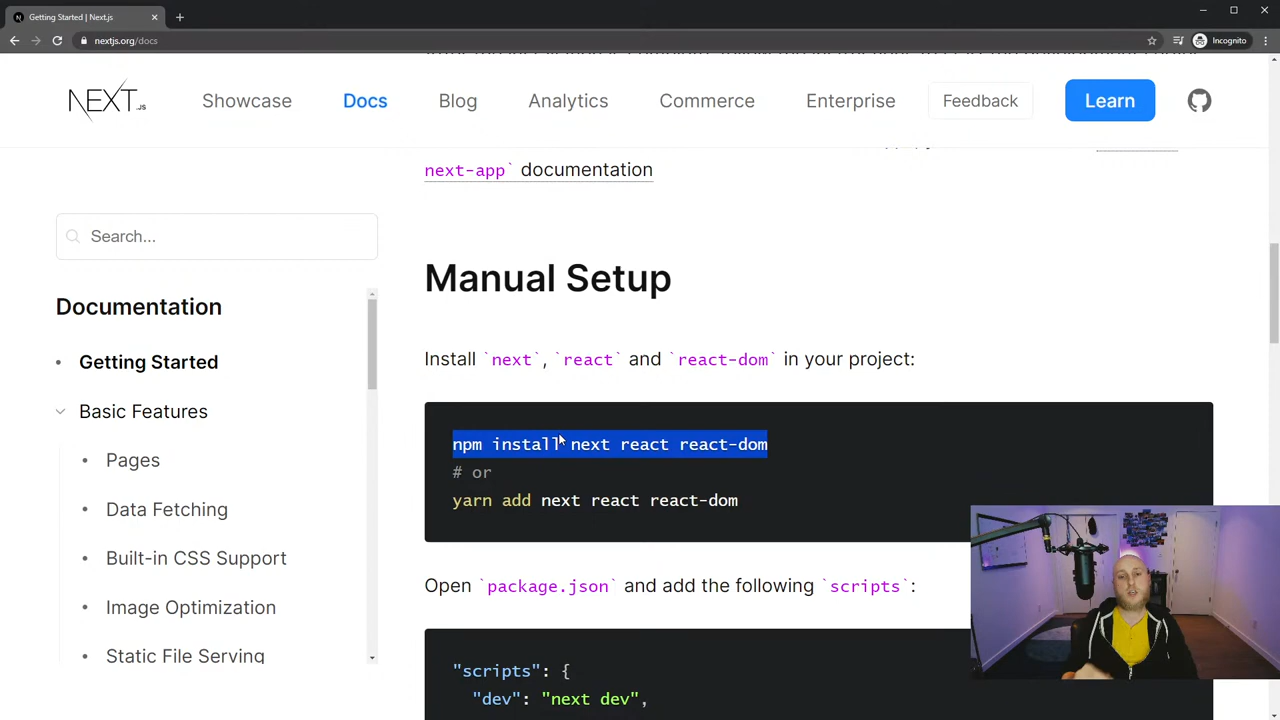 Getting Started | Next.js
nextjs.org/docs
Incognito
NEXT.JS
Showcase
Docs
Blog
Analytics
Commerce
Enterprise
Feedback
Learn
next-app` documentation
Search...
Documentation
Getting Started
Basic Features
Pages
Data Fetching
Built-in CSS Support
Image Optimization
Static File Serving
Manual Setup
Install `next`, `react` and `react-dom` in your project:
npm install next react react-dom
# or
yarn add next react react-dom
Open `package.json` and add the following `scripts`:
"scripts": {
"dev": "next dev",